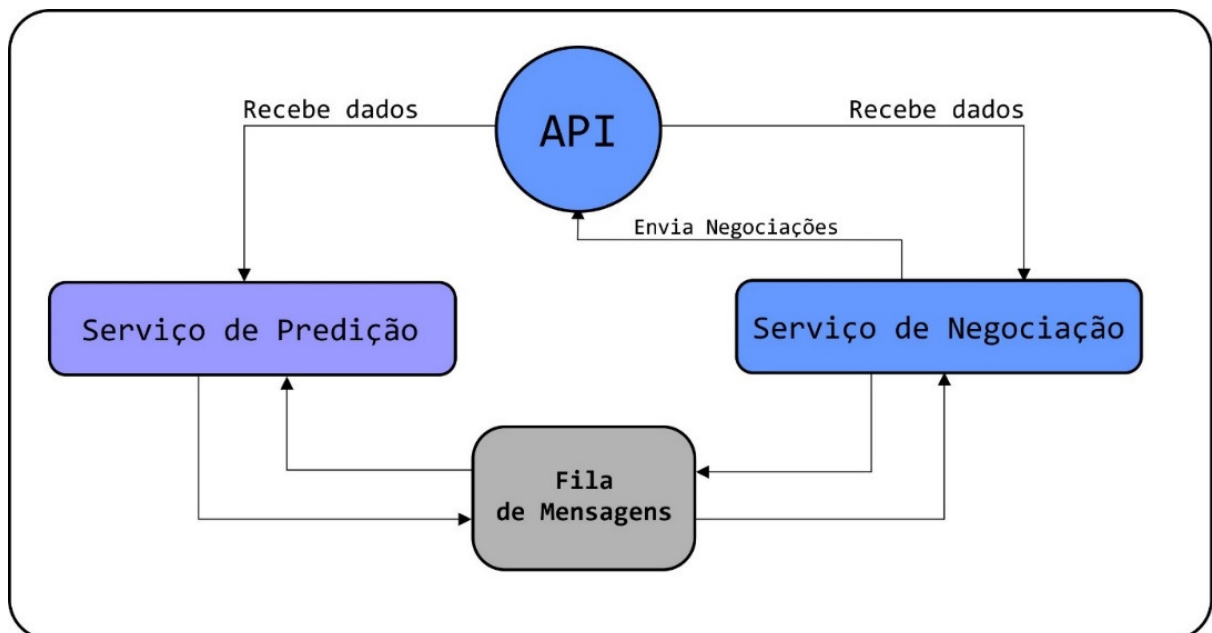 Recebe dados
API
Recebe dados
Envia Negociações
Serviço de Predição
Serviço de Negociação
Fila
de Mensagens